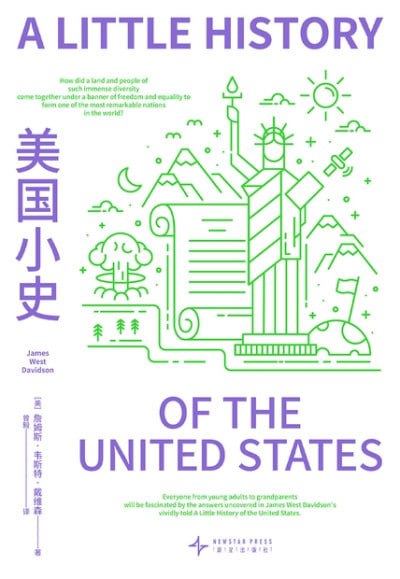 A LITTLE HISTORY
How did a land and people of
such immense diversity
come together under a banner of freedom and equality to
form one of the most remarkable nations
in the world?
美国小史
James
West
Davidson
[美] 詹姆斯·韦斯特·戴维森 著
曾毅 译
OF THE
UNITED STATES
Everyone from young adults to grandparents
will be fascinated by the answers uncovered in James West Davidson's
vividly told A Little History of the United States.
NEWSTAR PRESS
新星出版社